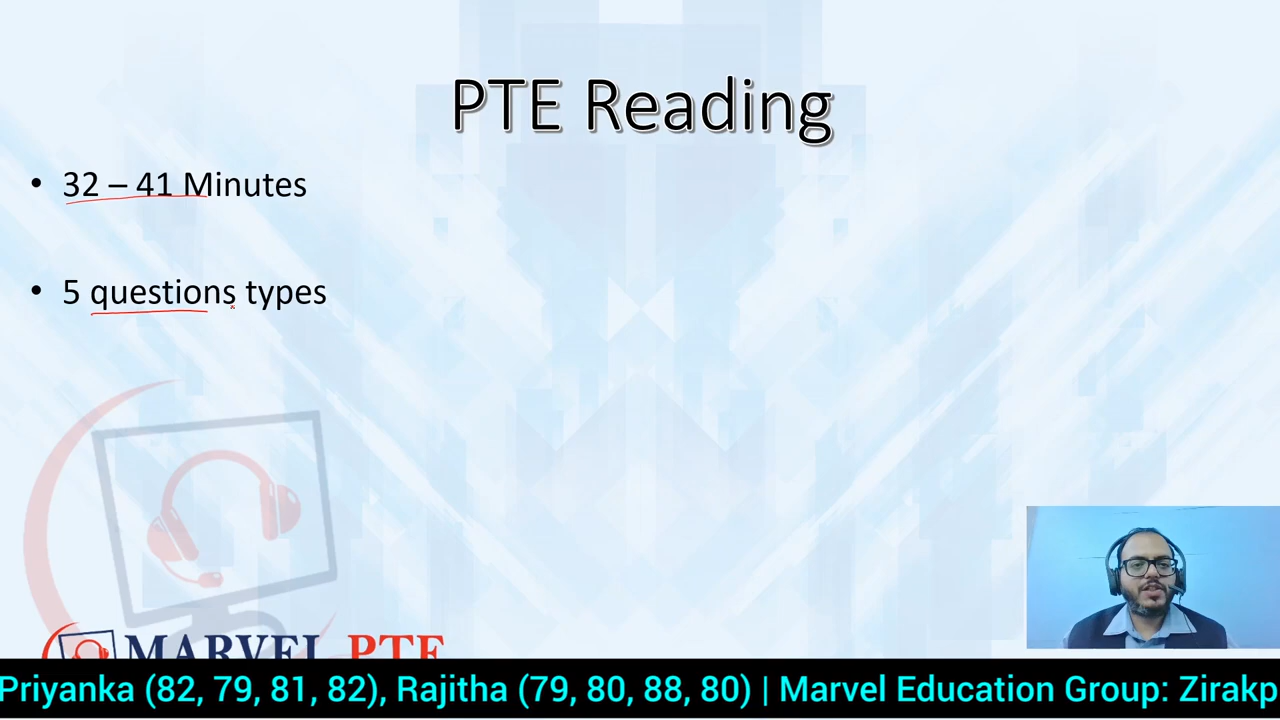 PTE Reading
• 32 – 41 Minutes
• 5 questions types
MARVEL PTE
Priyanka (82, 79, 81, 82), Rajitha (79, 80, 88, 80) | Marvel Education Group: Zirakp